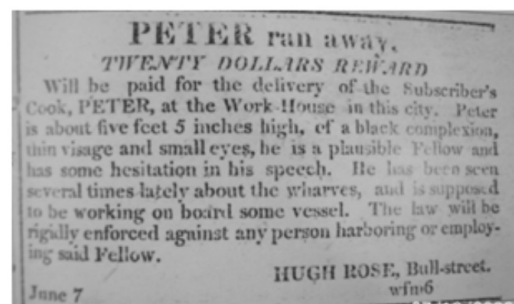 PETER ran away.
TWENTY DOLLARS REWARD
Will be paid for the delivery of the Subscriber's
Cook, PETER, at the Work-House in this city. Peter
is about five feet 5 inches high, of a black complexion,
thin visage and small eyes, he is a plausible Fellow and
has some hesitation in his speech. He has been seen
several times lately about the wharves, and is supposed
to be working on board some vessel. The law will be
rigally enforced against any person harboring or employ-
ing said Fellow.
HUGH ROSE, Bull-street.
June 7